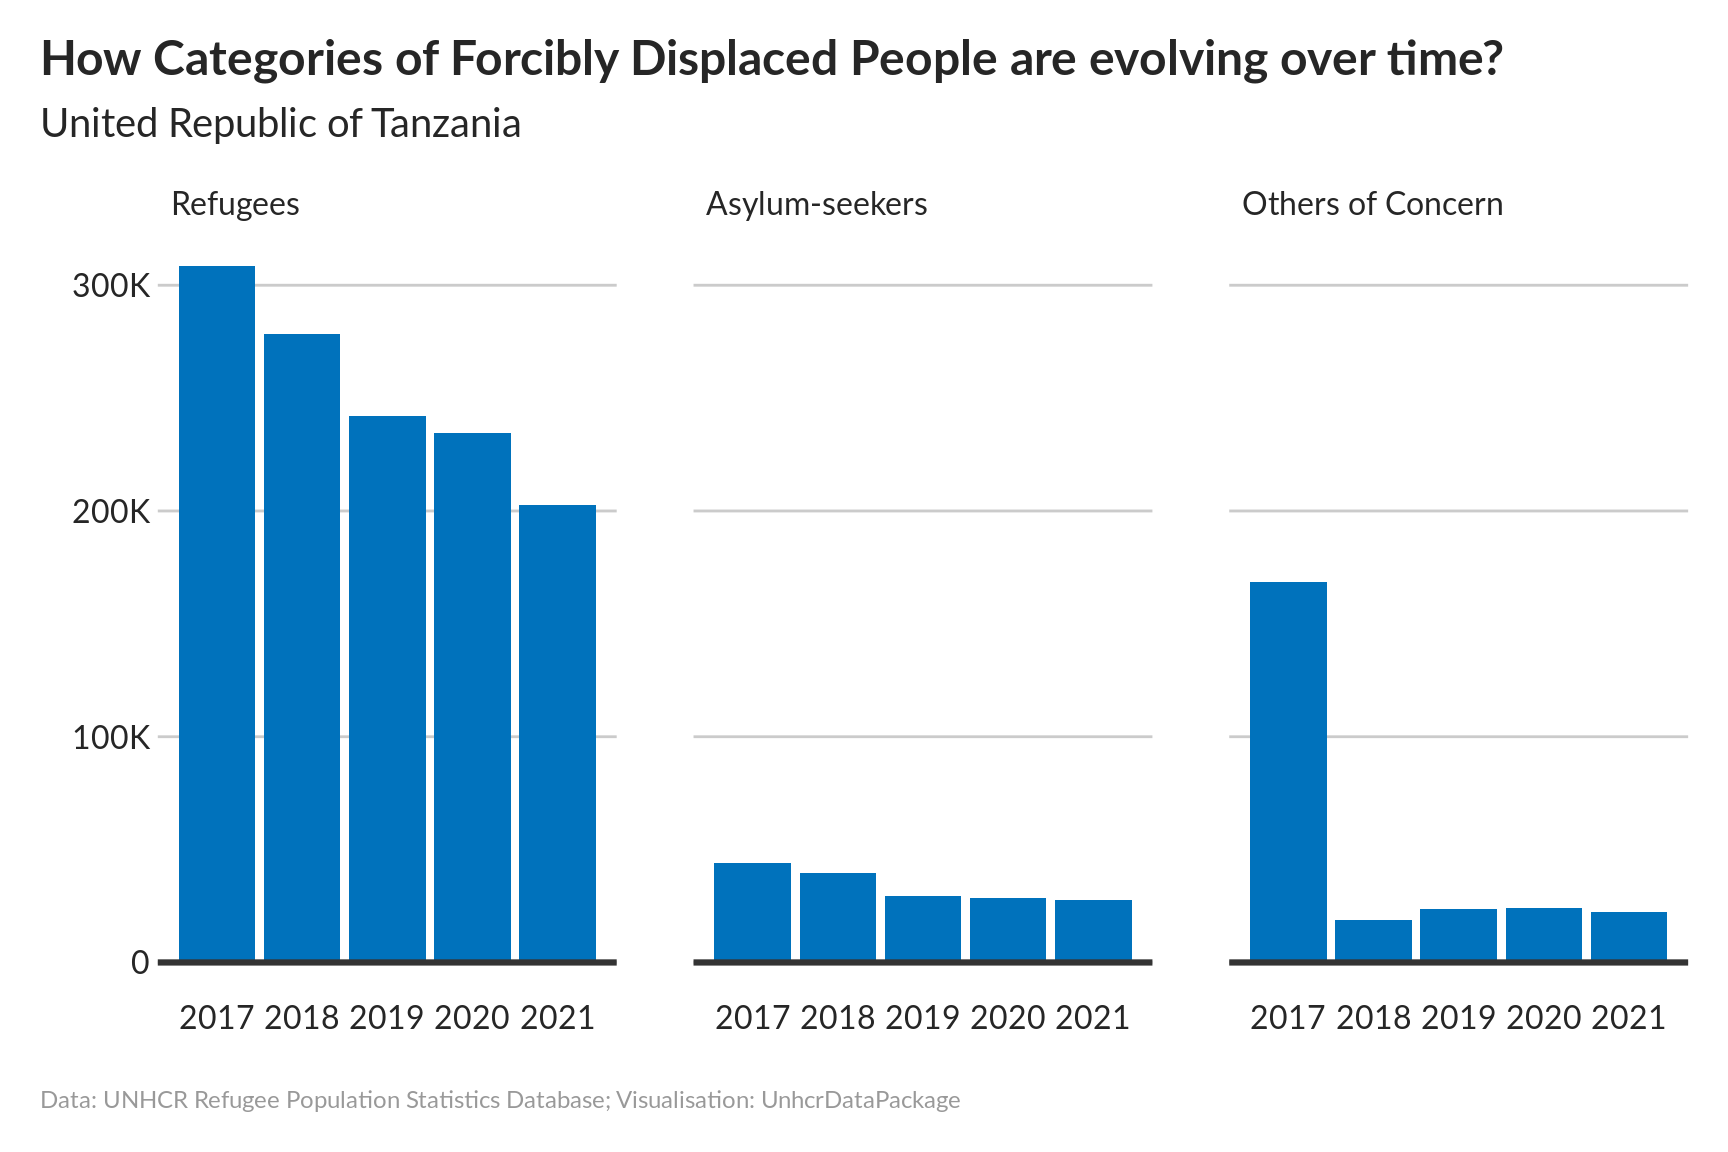 How Categories of Forcibly Displaced People are evolving over time?
United Republic of Tanzania
Refugees
Asylum-seekers
Others of Concern
300K
200K
100K
0
2017 2018 2019 2020 2021
2017 2018 2019 2020 2021
2017 2018 2019 2020 2021
Data: UNHCR Refugee Population Statistics Database; Visualisation: UnhcrDataPackage